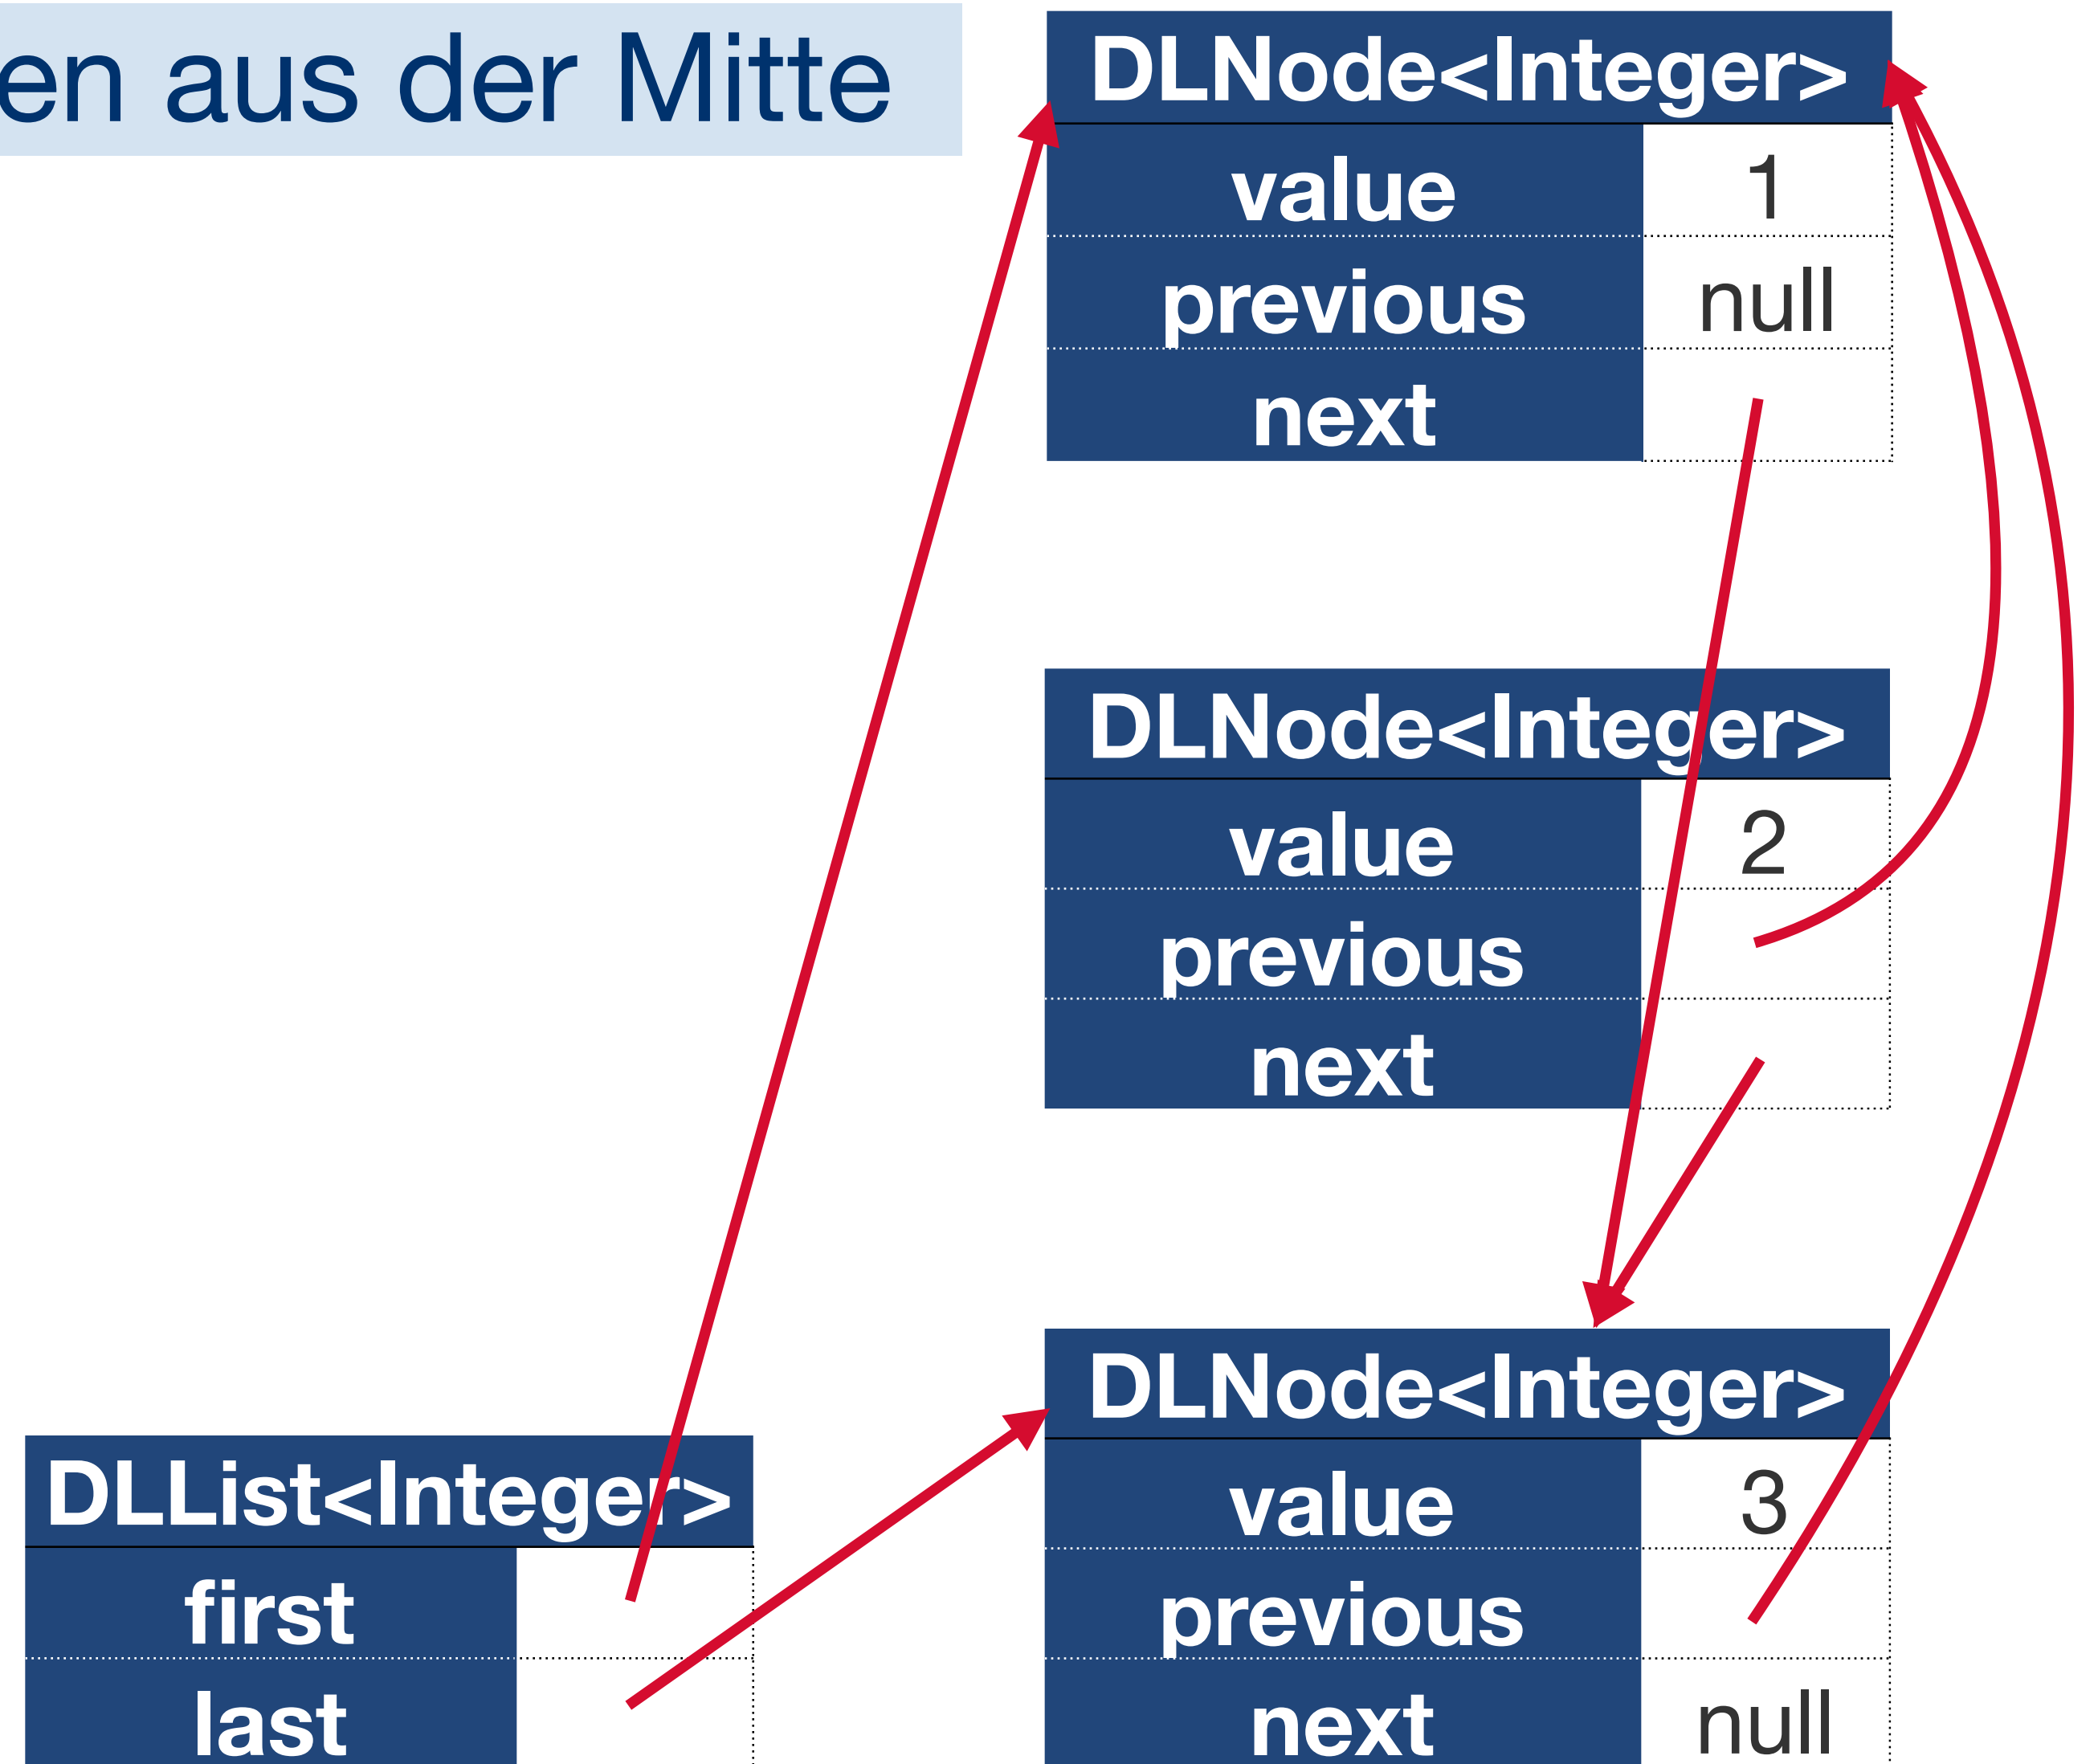 en aus der Mitte
DLNode<Integer>
value 1
previous null
next
DLNode<Integer>
value 2
previous
next
DLNode<Integer>
value 3
previous
next null
DLList<Integer>
first
last